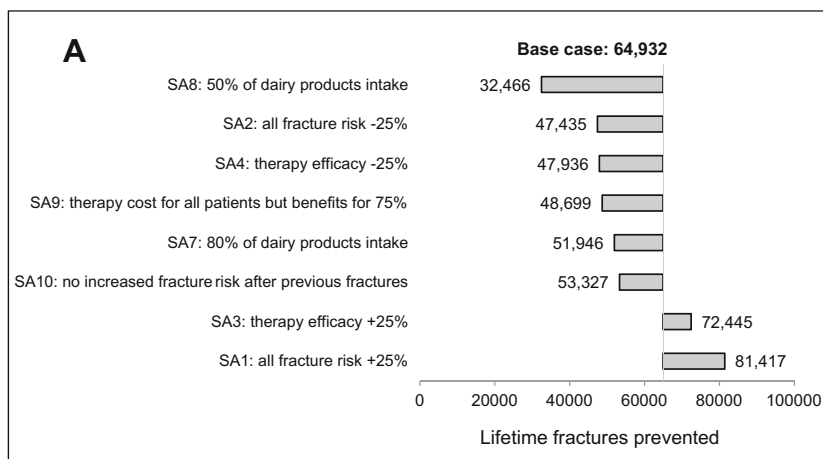 A
Base case: 64,932
SA8: 50% of dairy products intake 32,466
SA2: all fracture risk -25% 47,435
SA4: therapy efficacy -25% 47,936
SA9: therapy cost for all patients but benefits for 75% 48,699
SA7: 80% of dairy products intake 51,946
SA10: no increased fracture risk after previous fractures 53,327
SA3: therapy efficacy +25% 72,445
SA1: all fracture risk +25% 81,417
0 20000 40000 60000 80000 100000
Lifetime fractures prevented